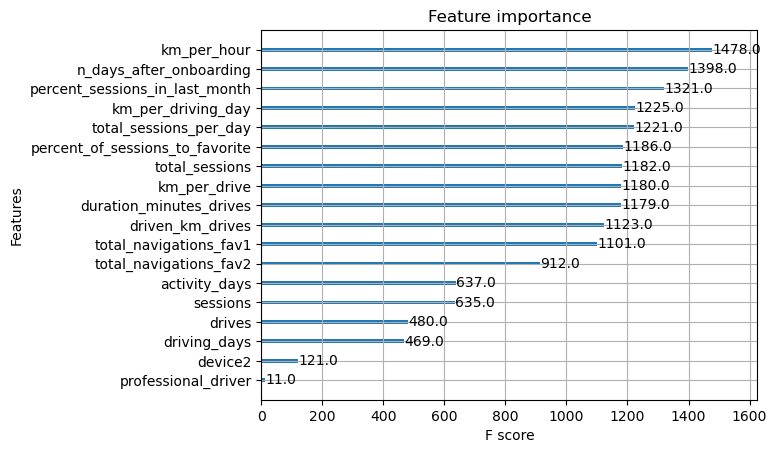 Feature importance
Features
km_per_hour 1478.0
n_days_after_onboarding 1398.0
percent_sessions_in_last_month 1321.0
km_per_driving_day 1225.0
total_sessions_per_day 1221.0
percent_of_sessions_to_favorite 1186.0
total_sessions 1182.0
km_per_drive 1180.0
duration_minutes_drives 1179.0
driven_km_drives 1123.0
total_navigations_fav1 1101.0
total_navigations_fav2 912.0
activity_days 637.0
sessions 635.0
drives 480.0
driving_days 469.0
device2 121.0
professional_driver 11.0
0 200 400 600 800 1000 1200 1400 1600
F score